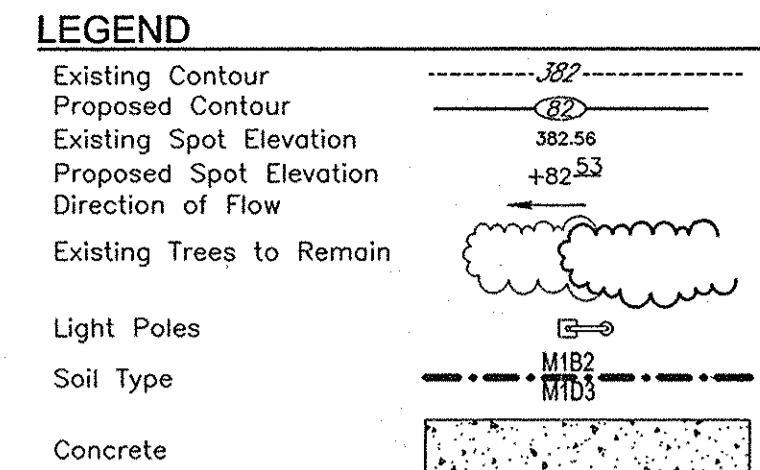 LEGEND
Existing Contour 382
Proposed Contour 82
Existing Spot Elevation 382.56
Proposed Spot Elevation +82 53
Direction of Flow
Existing Trees to Remain
Light Poles
M1B2
Soil Type
M1D3
Concrete